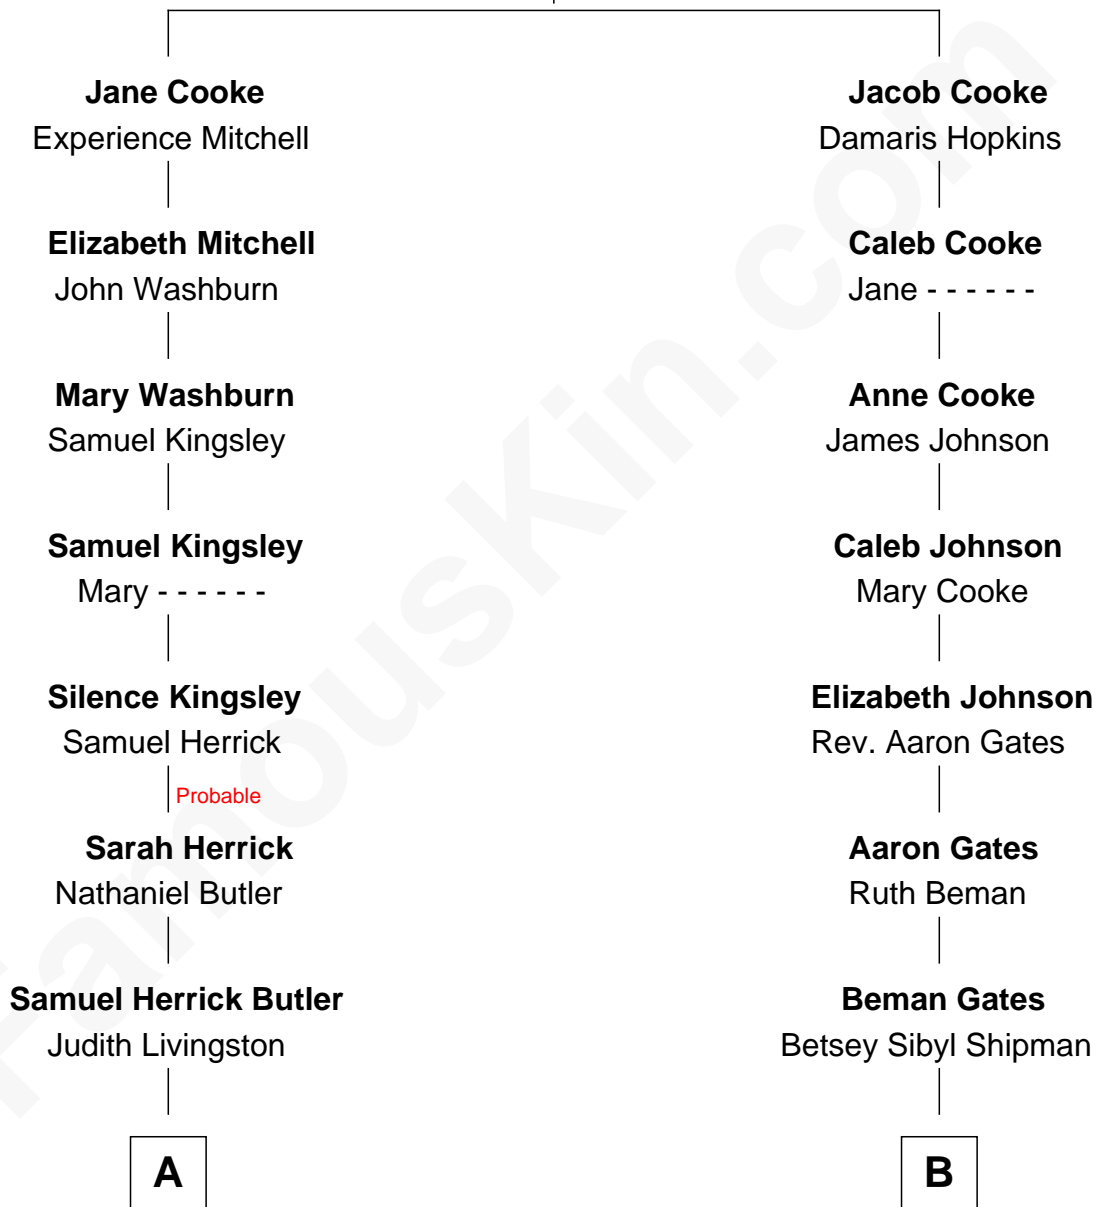 Jane Cooke
Experience Mitchell
Jacob Cooke
Damaris Hopkins
Elizabeth Mitchell
John Washburn
Caleb Cooke
Jane - - - - - -
Mary Washburn
Samuel Kingsley
Anne Cooke
James Johnson
Samuel Kingsley
Mary - - - - - -
Caleb Johnson
Mary Cooke
Silence Kingsley
Samuel Herrick
Elizabeth Johnson
Rev. Aaron Gates
Probable
Sarah Herrick
Nathaniel Butler
Aaron Gates
Ruth Beman
Samuel Herrick Butler
Judith Livingston
Beman Gates
Betsey Sibyl Shipman
A
B
FamousKin.com